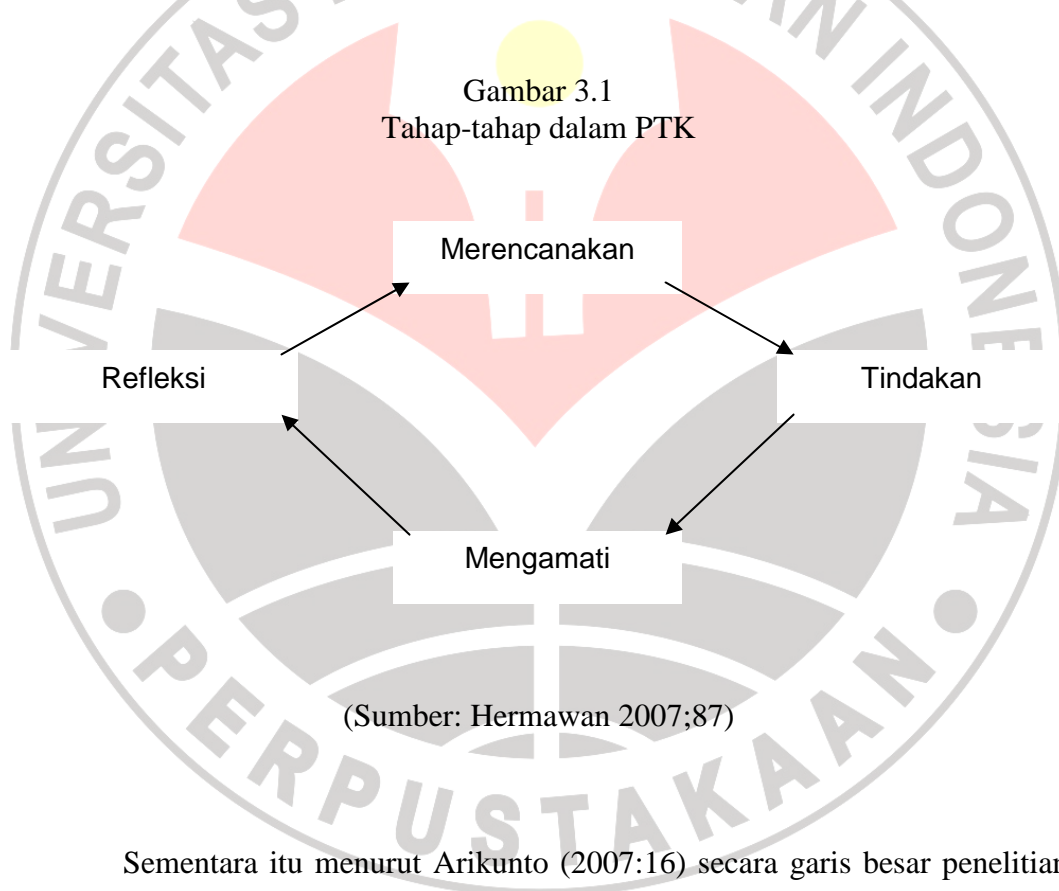 Gambar 3.1
Tahap-tahap dalam PTK
Merencanakan
Refleksi
Tindakan
Mengamati
(Sumber: Hermawan 2007;87)
Sementara itu menurut Arikunto (2007:16) secara garis besar penelitian
PERPUSTAKAAN